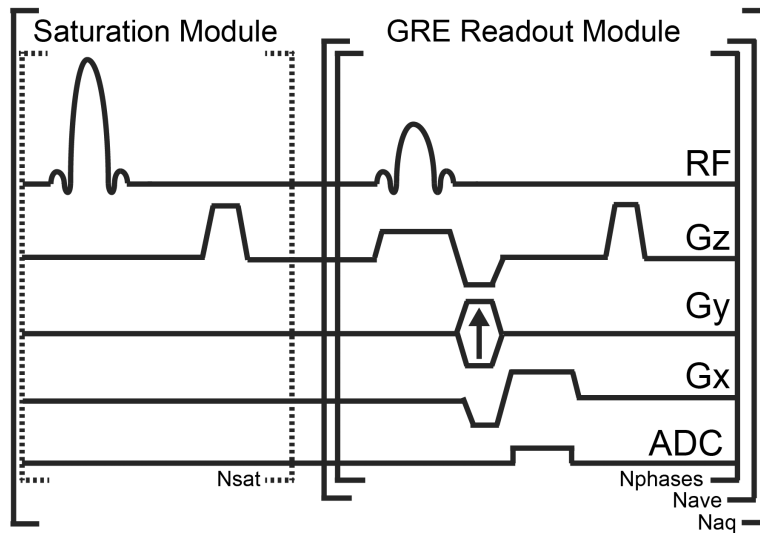 Saturation Module
GRE Readout Module
RF
Gz
Gy
Gx
ADC
Nsat
Nphases
Nave
Naq